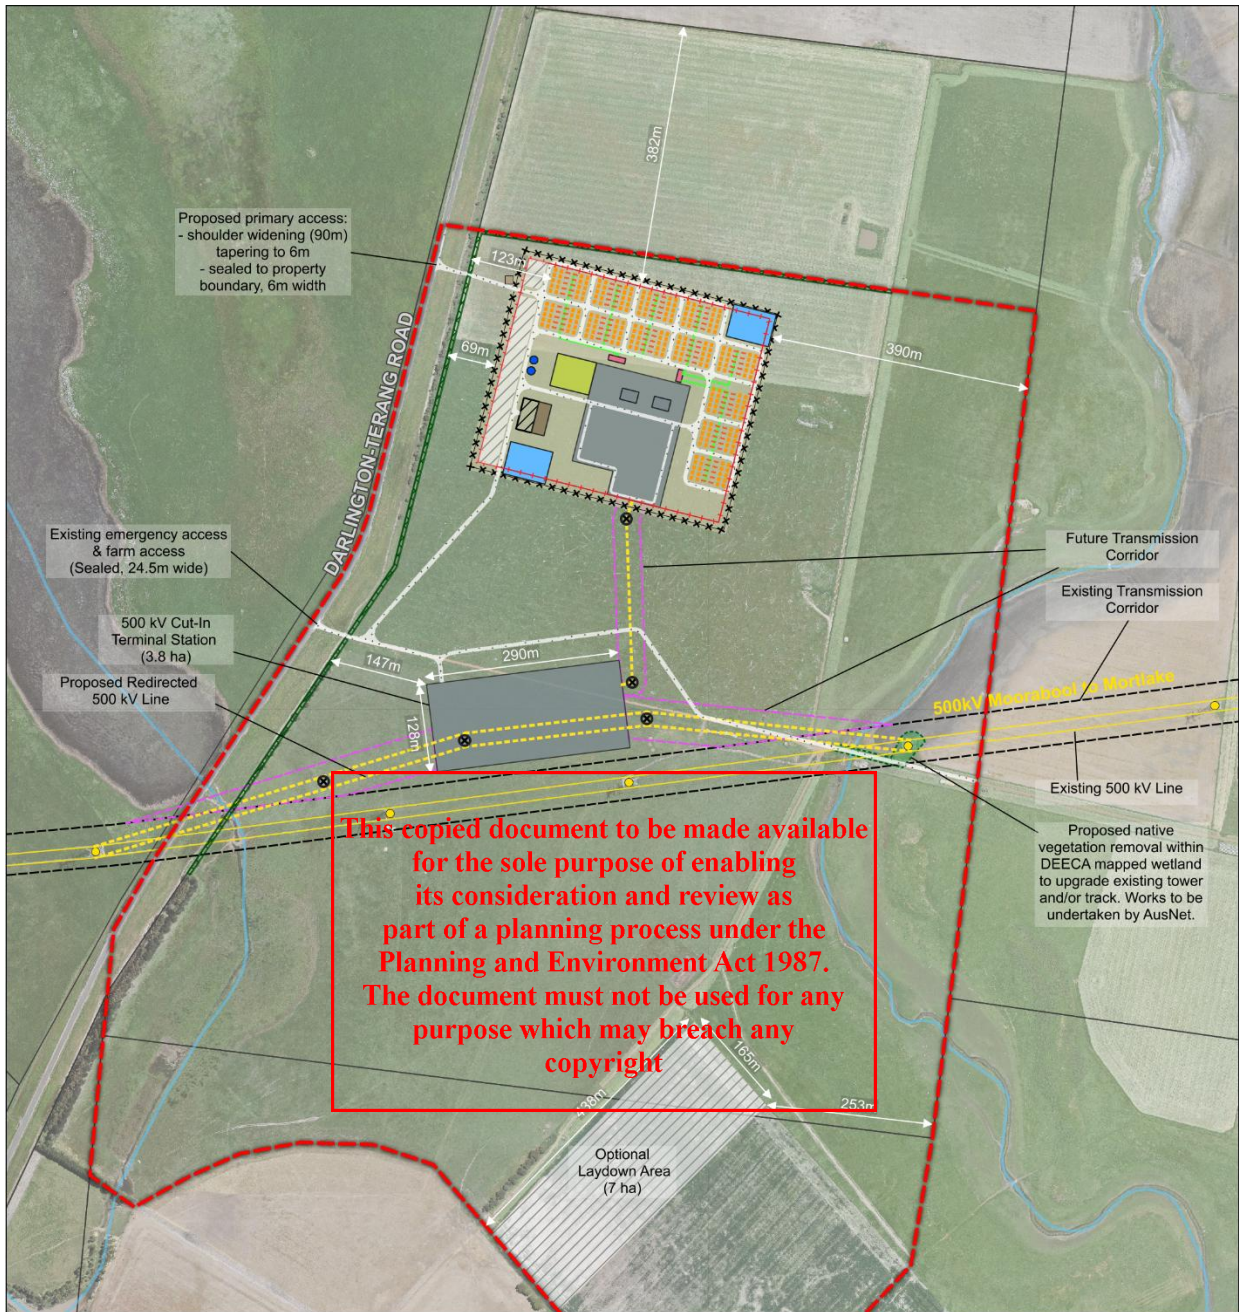 382m
Proposed primary access:
- shoulder widening (90m)
tapering to 6m
- sealed to property
boundary, 6m width
123m
69m
390m
DARLINGTON-TERANG ROAD
Existing emergency access
& farm access
(Sealed, 24.5m wide)
Future Transmission
Corridor
Existing Transmission
Corridor
500 kV Cut-In
Terminal Station
(3.8 ha)
147m
290m
Proposed Redirected
500 kV Line
128m
500kV Moorabool to Mortlake
Existing 500 kV Line
Proposed native
vegetation removal within
DEECA mapped wetland
to upgrade existing tower
and/or track. Works to be
undertaken by AusNet.
This copied document to be made available
for the sole purpose of enabling
its consideration and review as
part of a planning process under the
Planning and Environment Act 1987.
The document must not be used for any
purpose which may breach any
copyright
165m
438m
253m
Optional
Laydown Area
(7 ha)